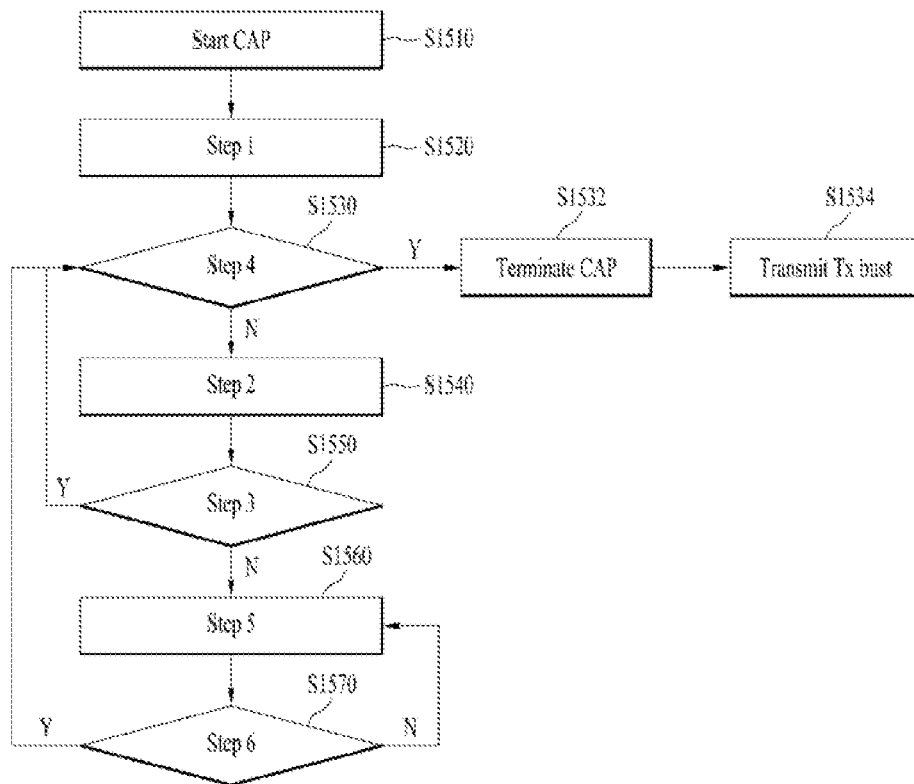 Start CAP
S1510
Step 1
S1520
S1530
Step 4
Y
S1532
Terminate CAP
S1534
Transmit Tx bust
N
Step 2
S1540
S1550
Step 3
Y
N
S1560
Step 5
S1570
Step 6
Y
N